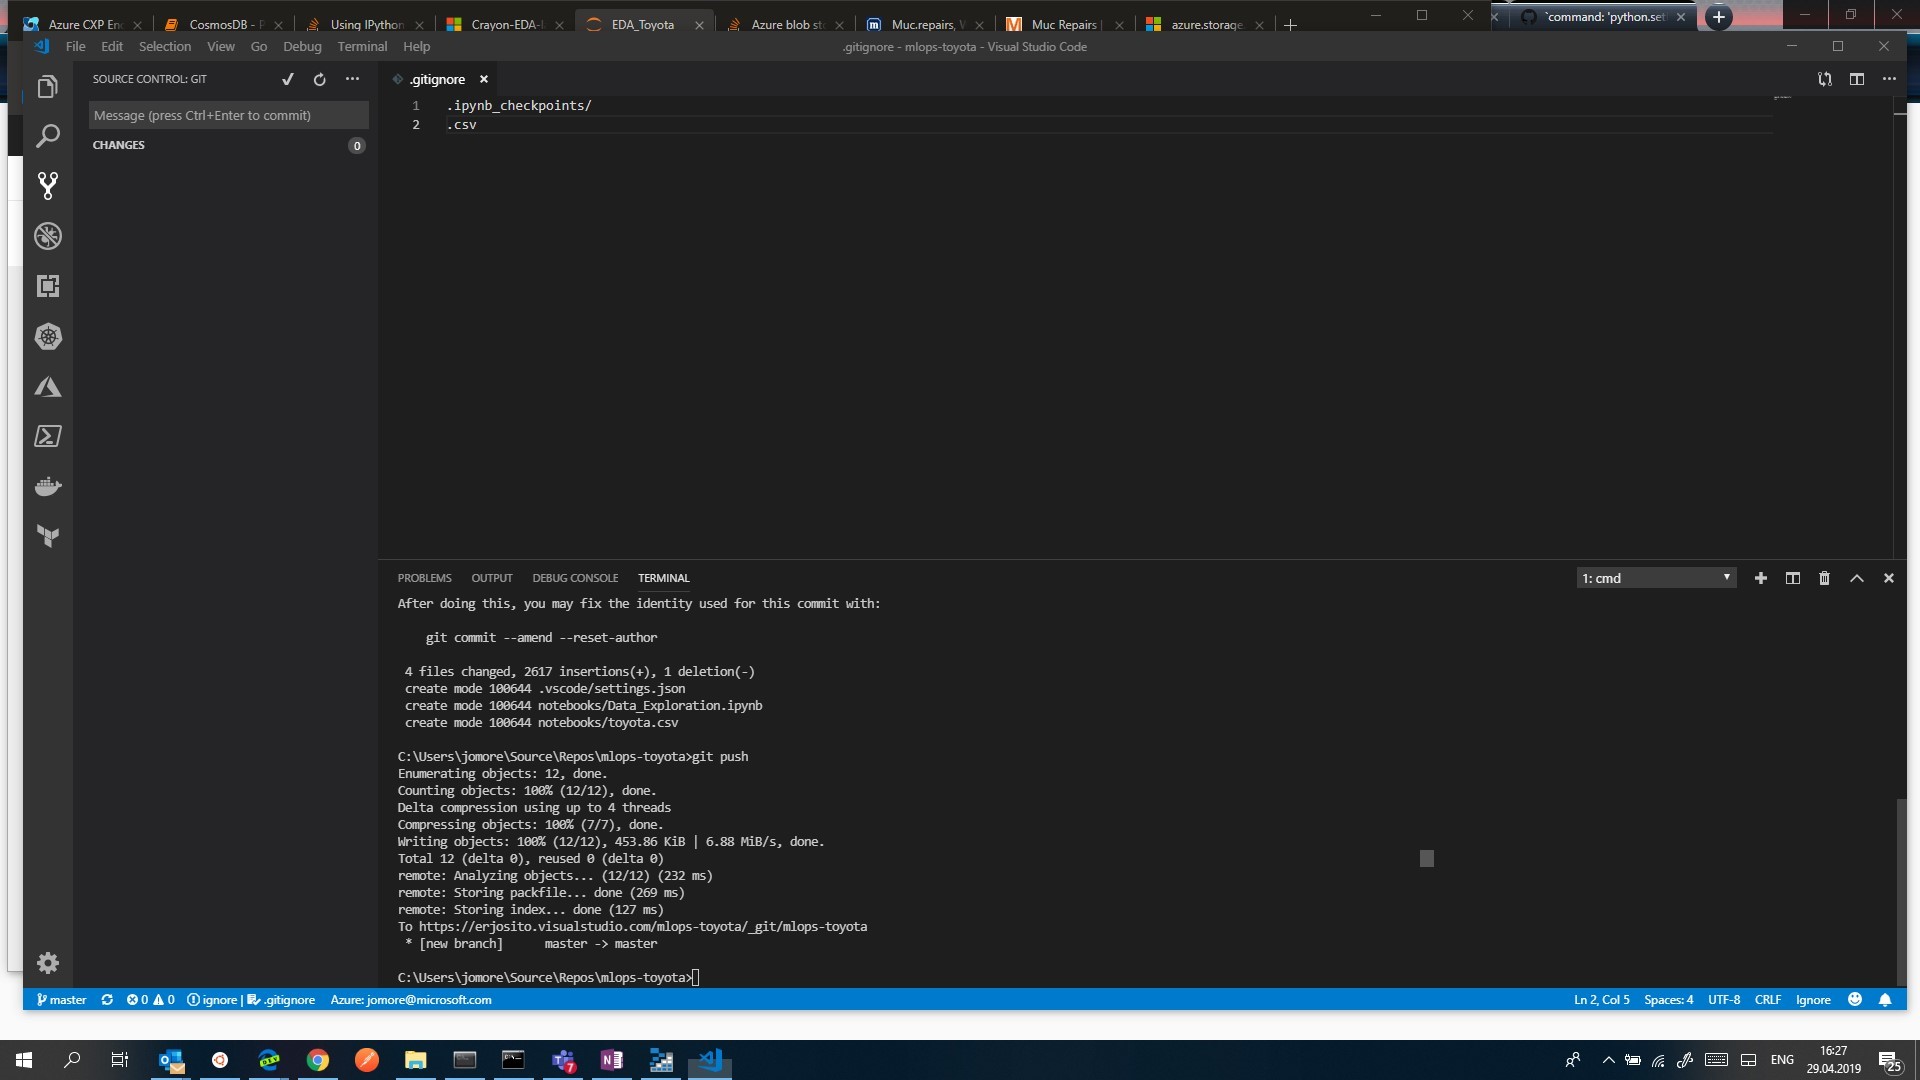 Azure CXP En
CosmosDB - P
Using IPython
Crayon-EDA-
EDA_Toyota
Azure blob sto
Muc.repairs,
Muc Repairs |
azure.storage
`command: 'python.set
File Edit Selection View Go Debug Terminal Help
.gitignore - mlops-toyota - Visual Studio Code
SOURCE CONTROL: GIT
.gitignore
Message (press Ctrl+Enter to commit)
CHANGES 0
1 .ipynb_checkpoints/
2 .csv
PROBLEMS OUTPUT DEBUG CONSOLE TERMINAL
1: cmd
After doing this, you may fix the identity used for this commit with:
git commit --amend --reset-author
4 files changed, 2617 insertions(+), 1 deletion(-)
create mode 100644 .vscode/settings.json
create mode 100644 notebooks/Data_Exploration.ipynb
create mode 100644 notebooks/toyota.csv
C:\Users\jomore\Source\Repos\mlops-toyota>git push
Enumerating objects: 12, done.
Counting objects: 100% (12/12), done.
Delta compression using up to 4 threads
Compressing objects: 100% (7/7), done.
Writing objects: 100% (12/12), 453.86 KiB | 6.88 MiB/s, done.
Total 12 (delta 0), reused 0 (delta 0)
remote: Analyzing objects... (12/12) (232 ms)
remote: Storing packfile... done (269 ms)
remote: Storing index... done (127 ms)
To https://erjosito.visualstudio.com/mlops-toyota/_git/mlops-toyota
* [new branch] master -> master
C:\Users\jomore\Source\Repos\mlops-toyota>
master 0 0 ignore | .gitignore Azure: jomore@microsoft.com
Ln 2, Col 5 Spaces: 4 UTF-8 CRLF Ignore
DEV
7
ENG
16:27
29.04.2019
25